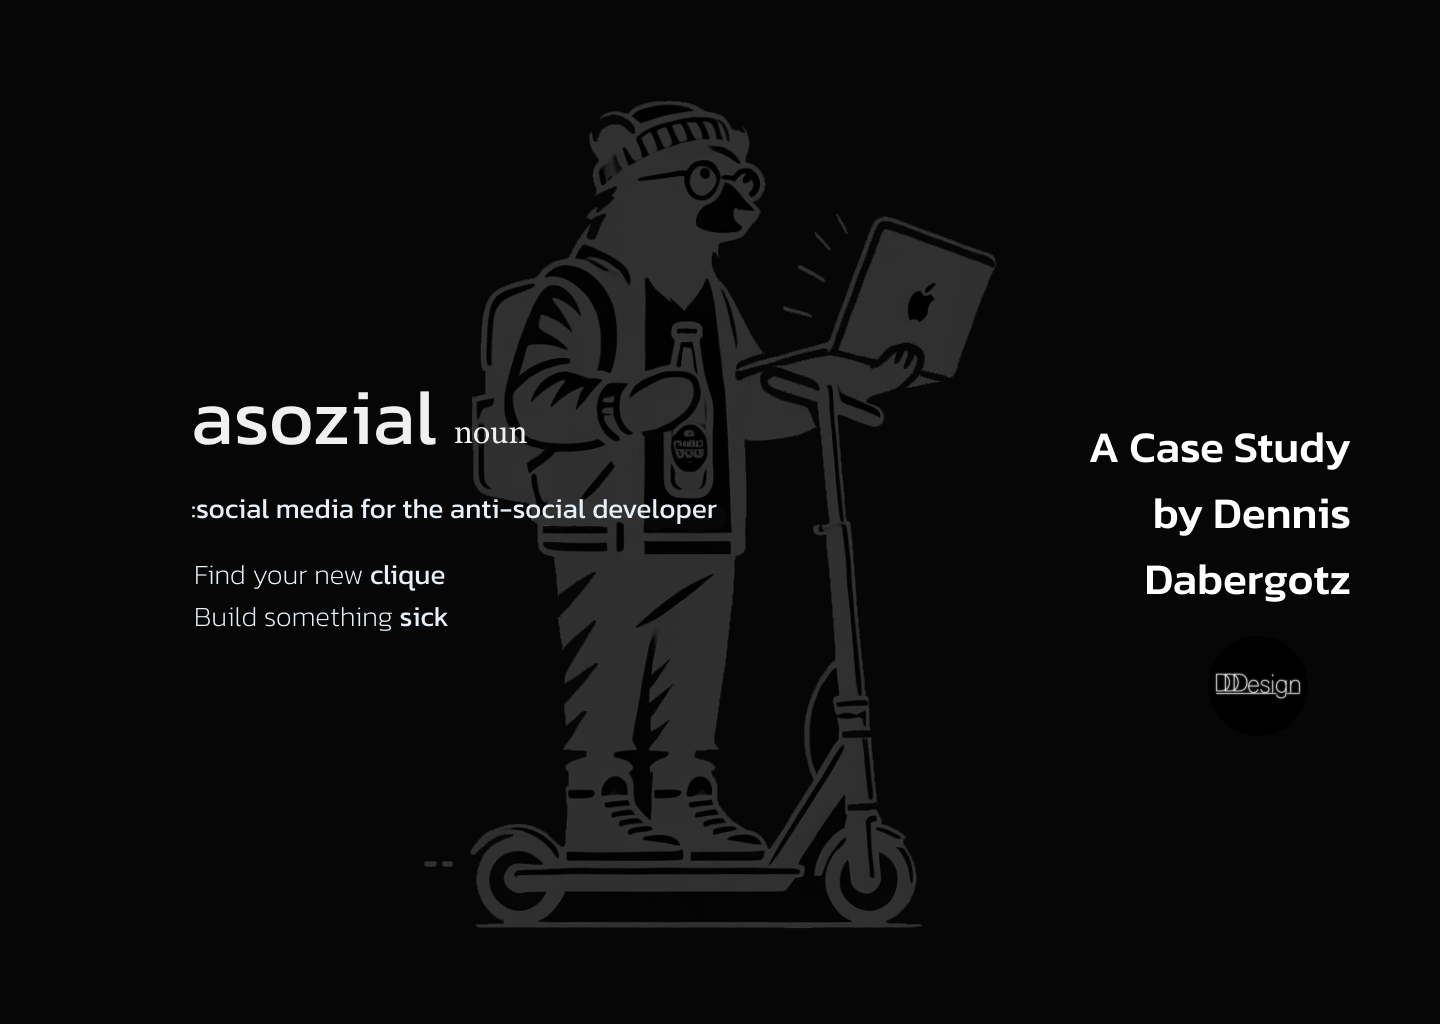 asozial noun
:social media for the anti-social developer
Find your new clique
Build something sick
A Case Study
by Dennis
Dabergotz
DDDesign